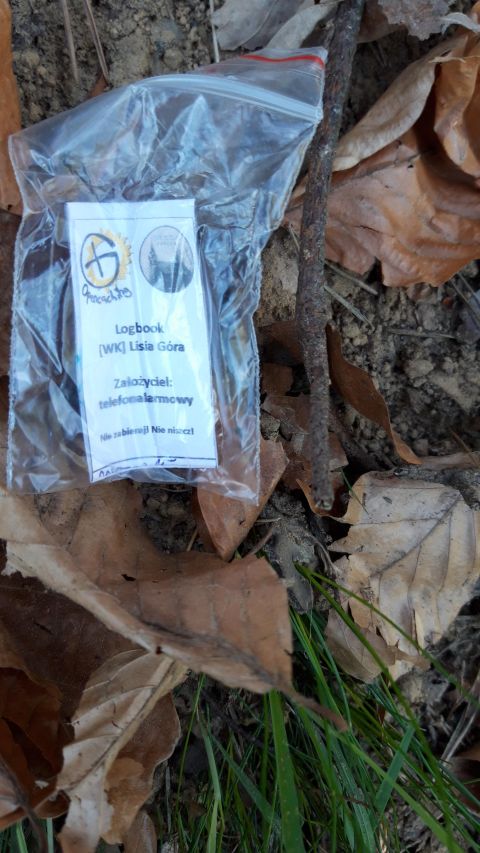 Geocaching
Logbook
[WK] Lisia Góra
Założyciel:
telefonalarmowy
Nie zabieraj! Nie niszcz!